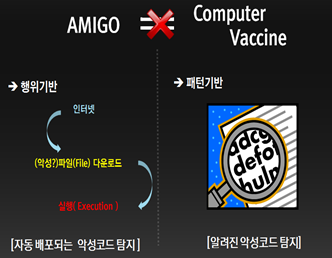 AMIGO
Computer
Vaccine
➔ 행위기반
인터넷
(악성?)파일(File) 다운로드
실행( Execution )
[자동 배포되는 악성코드 탐지 ]
➔ 패턴기반
adcg
defo
hulp
[알려진 악성코드 탐지]